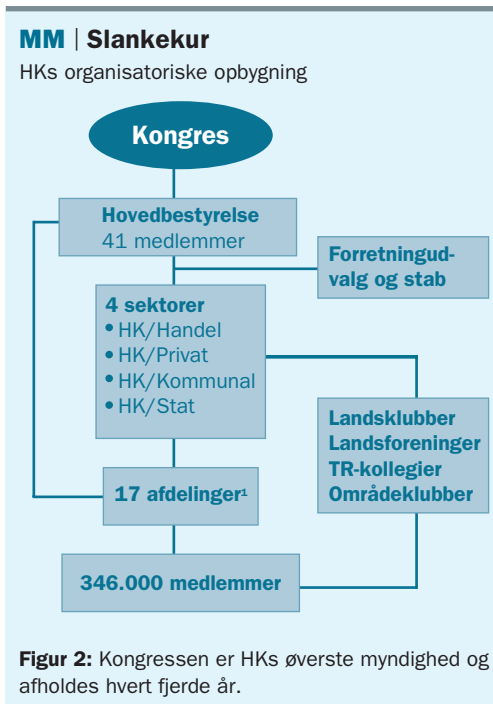 MM | Slankekur
HKs organisatoriske opbygning
Kongres
Hovedbestyrelse
41 medlemmer
Forretningud-
valg og stab
4 sektorer
• HK/Handel
• HK/Privat
• HK/Kommunal
• HK/Stat
Landsklubber
Landsforeninger
TR-kollegier
Områdeklubber
17 afdelinger¹
346.000 medlemmer
Figur 2: Kongressen er HKs øverste myndighed og
afholdes hvert fjerde år.